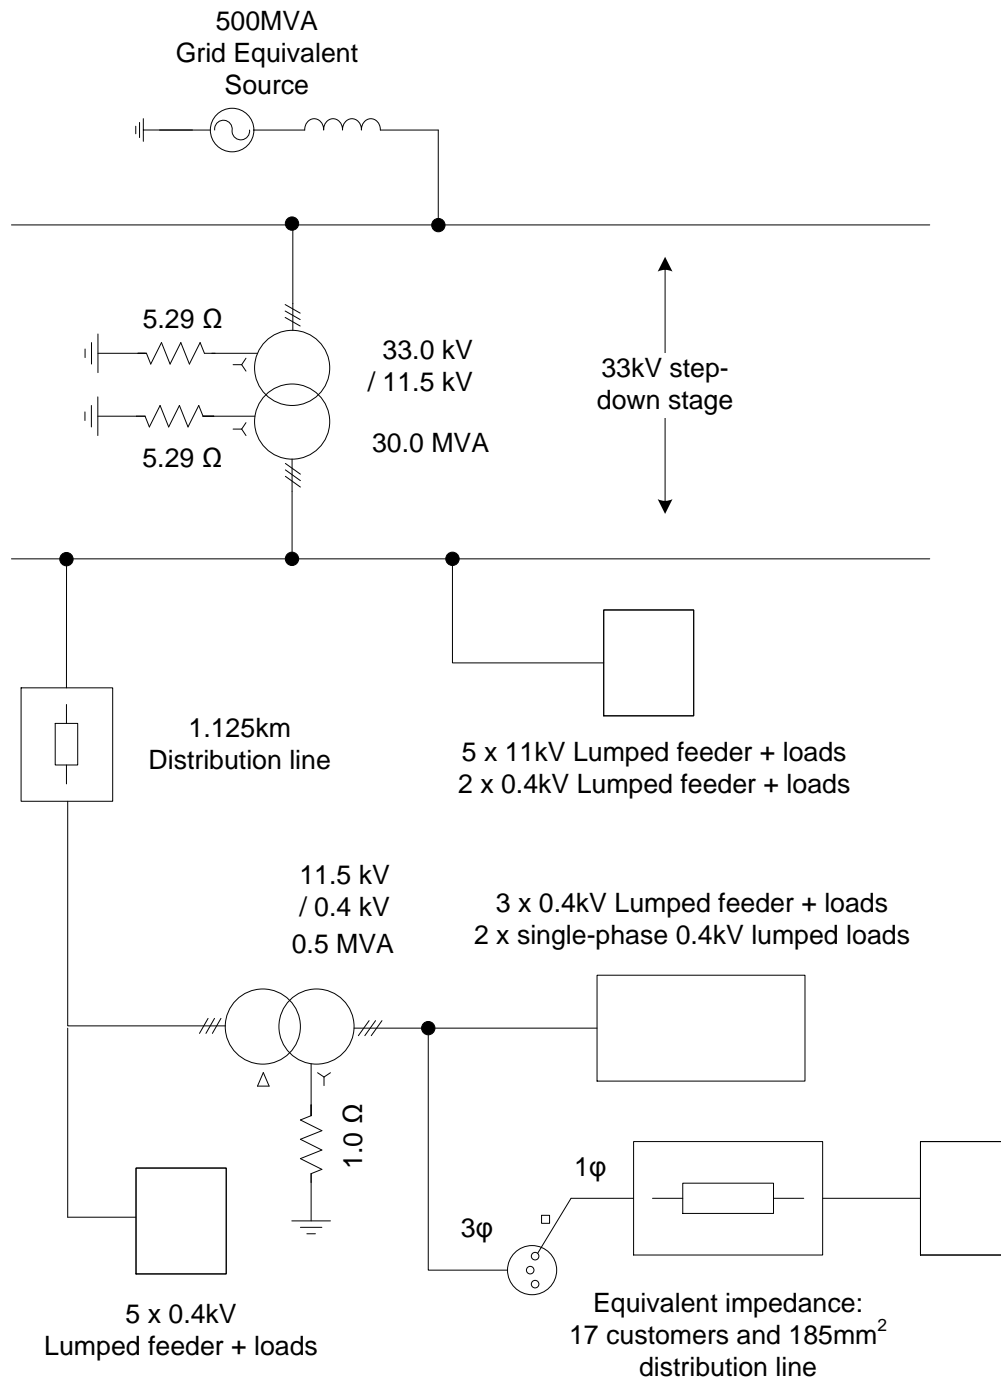 500MVA
Grid Equivalent
Source
5.29 Ω
33.0 kV
/ 11.5 kV
33kV step-
down stage
30.0 MVA
5.29 Ω
1.125km
Distribution line
5 x 11kV Lumped feeder + loads
2 x 0.4kV Lumped feeder + loads
11.5 kV
/ 0.4 kV
0.5 MVA
3 x 0.4kV Lumped feeder + loads
2 x single-phase 0.4kV lumped loads
Δ
1.0 Ω
1φ
3φ
5 x 0.4kV
Lumped feeder + loads
Equivalent impedance:
17 customers and 185mm²
distribution line